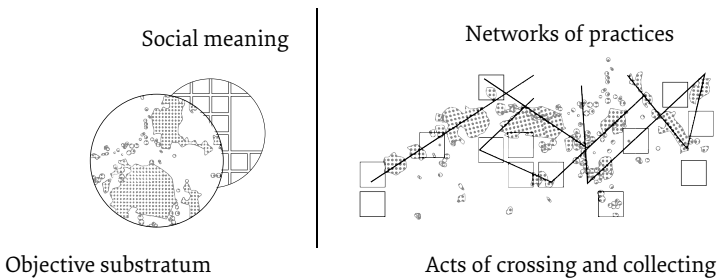 Social meaning
Objective substratum
Networks of practices
Acts of crossing and collecting